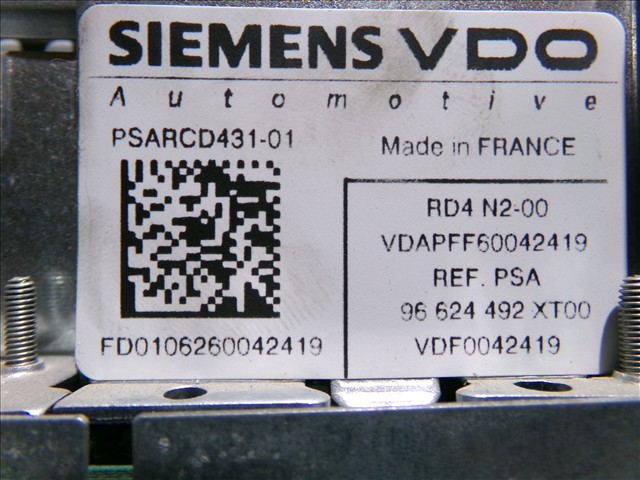 SIEMENS VDO
Automotive
PSARCD431-01
Made in FRANCE
RD4 N2-00
VDAPFF60042419
REF. PSA
96 624 492 XT00
FD0106260042419
VDF0042419